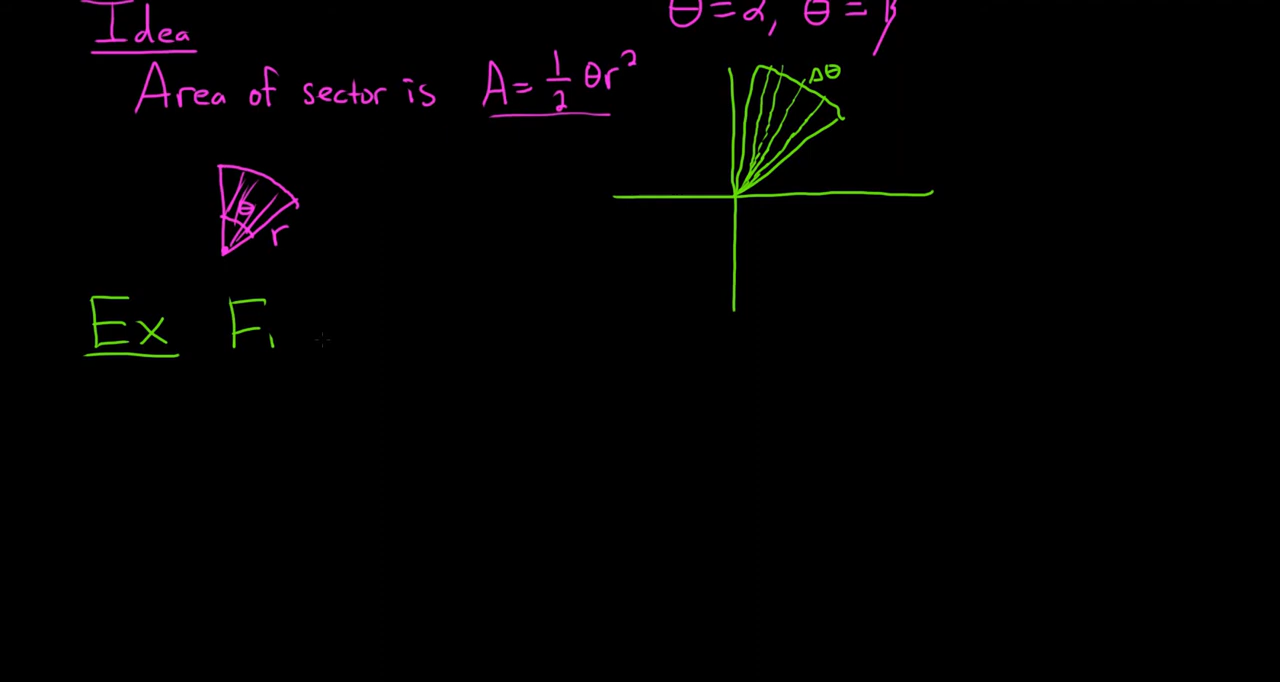 θ = α, θ = β
Idea
Area of sector is A = 1/2 θr²
Δθ
θ
r
Ex Fi